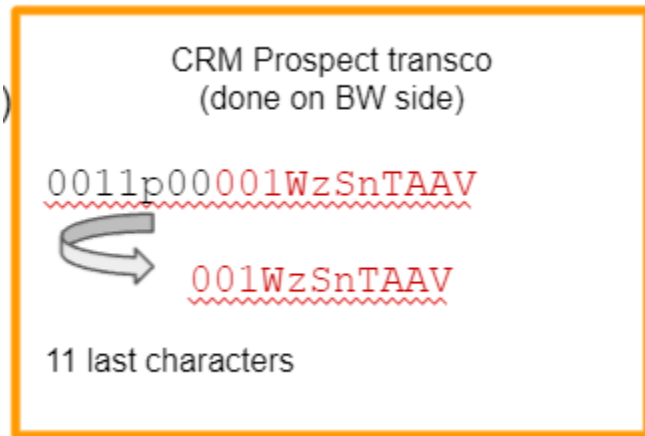 )
CRM Prospect transco
(done on BW side)
0011p00001WzSnTAAV
001WzSnTAAV
11 last characters